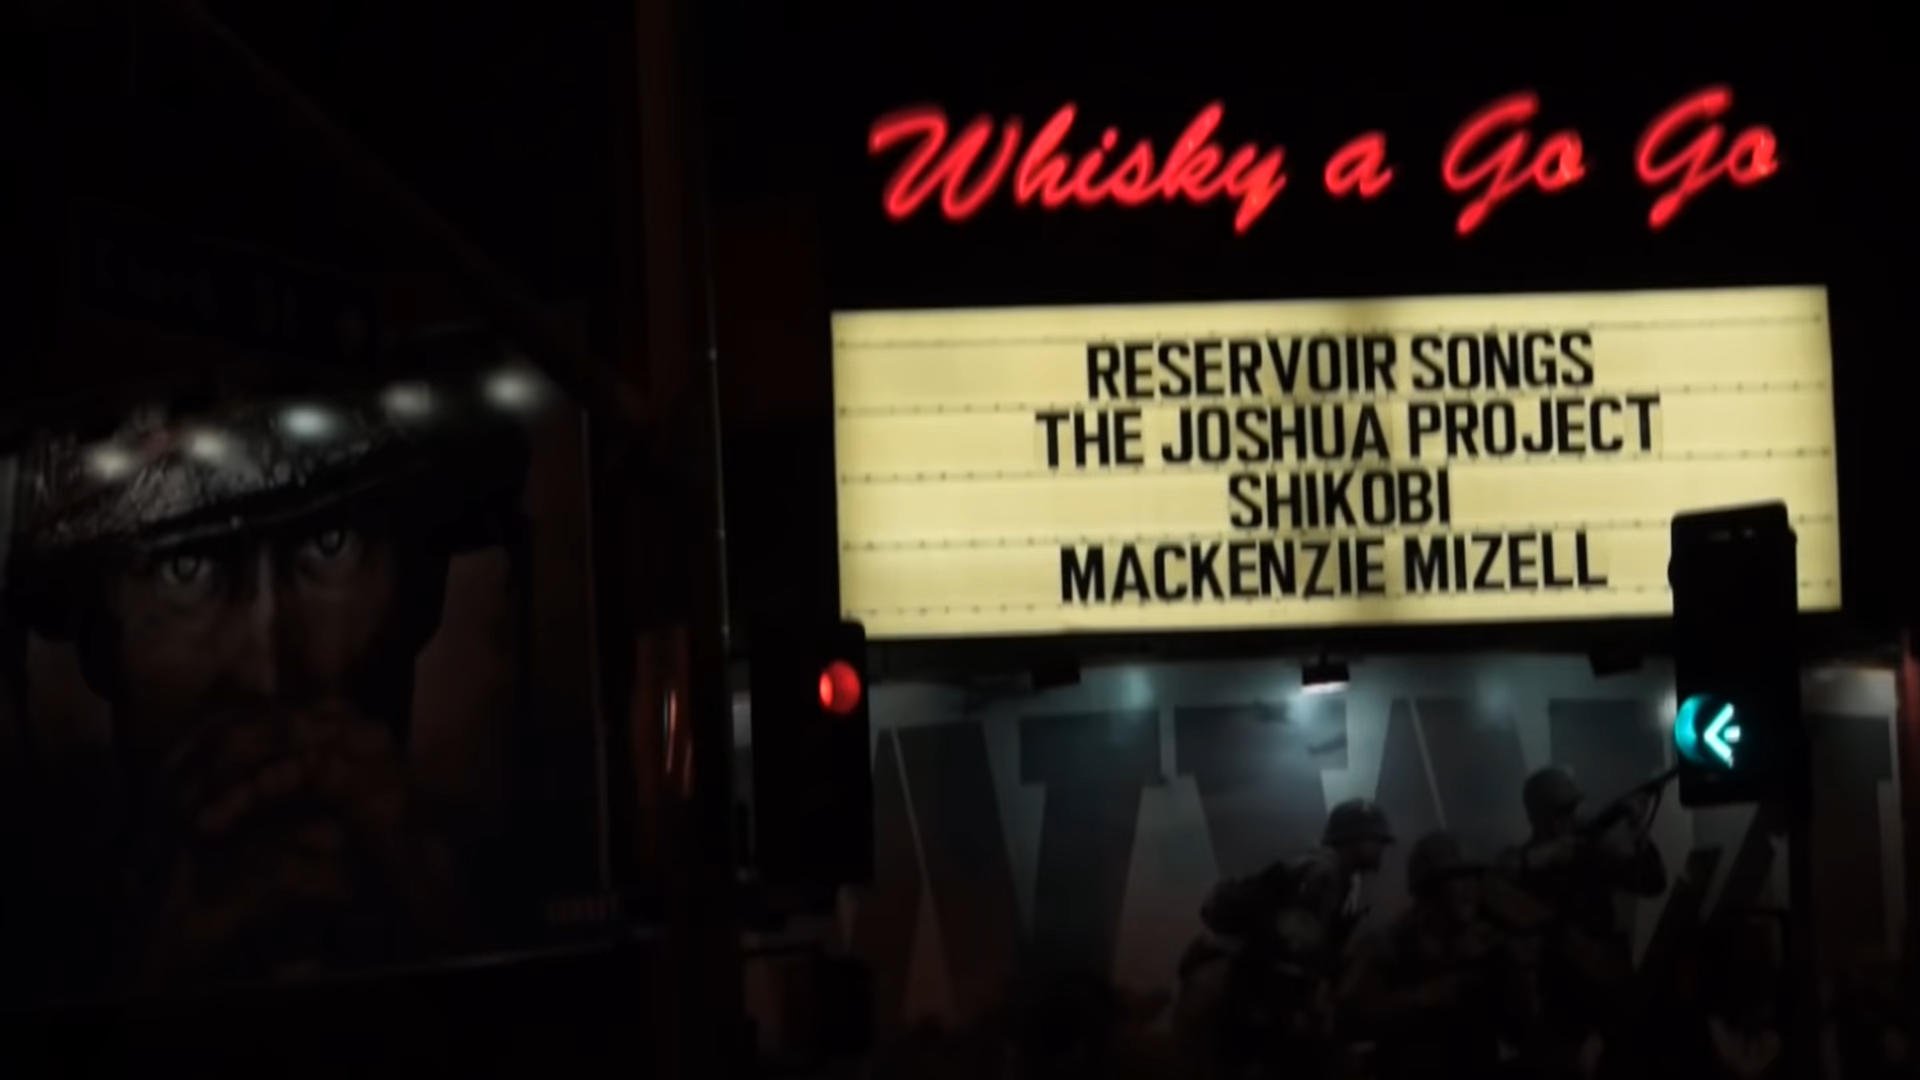 Whisky a Go Go
RESERVOIR SONGS
THE JOSHUA PROJECT
SHIKOBI
MACKENZIE MIZELL